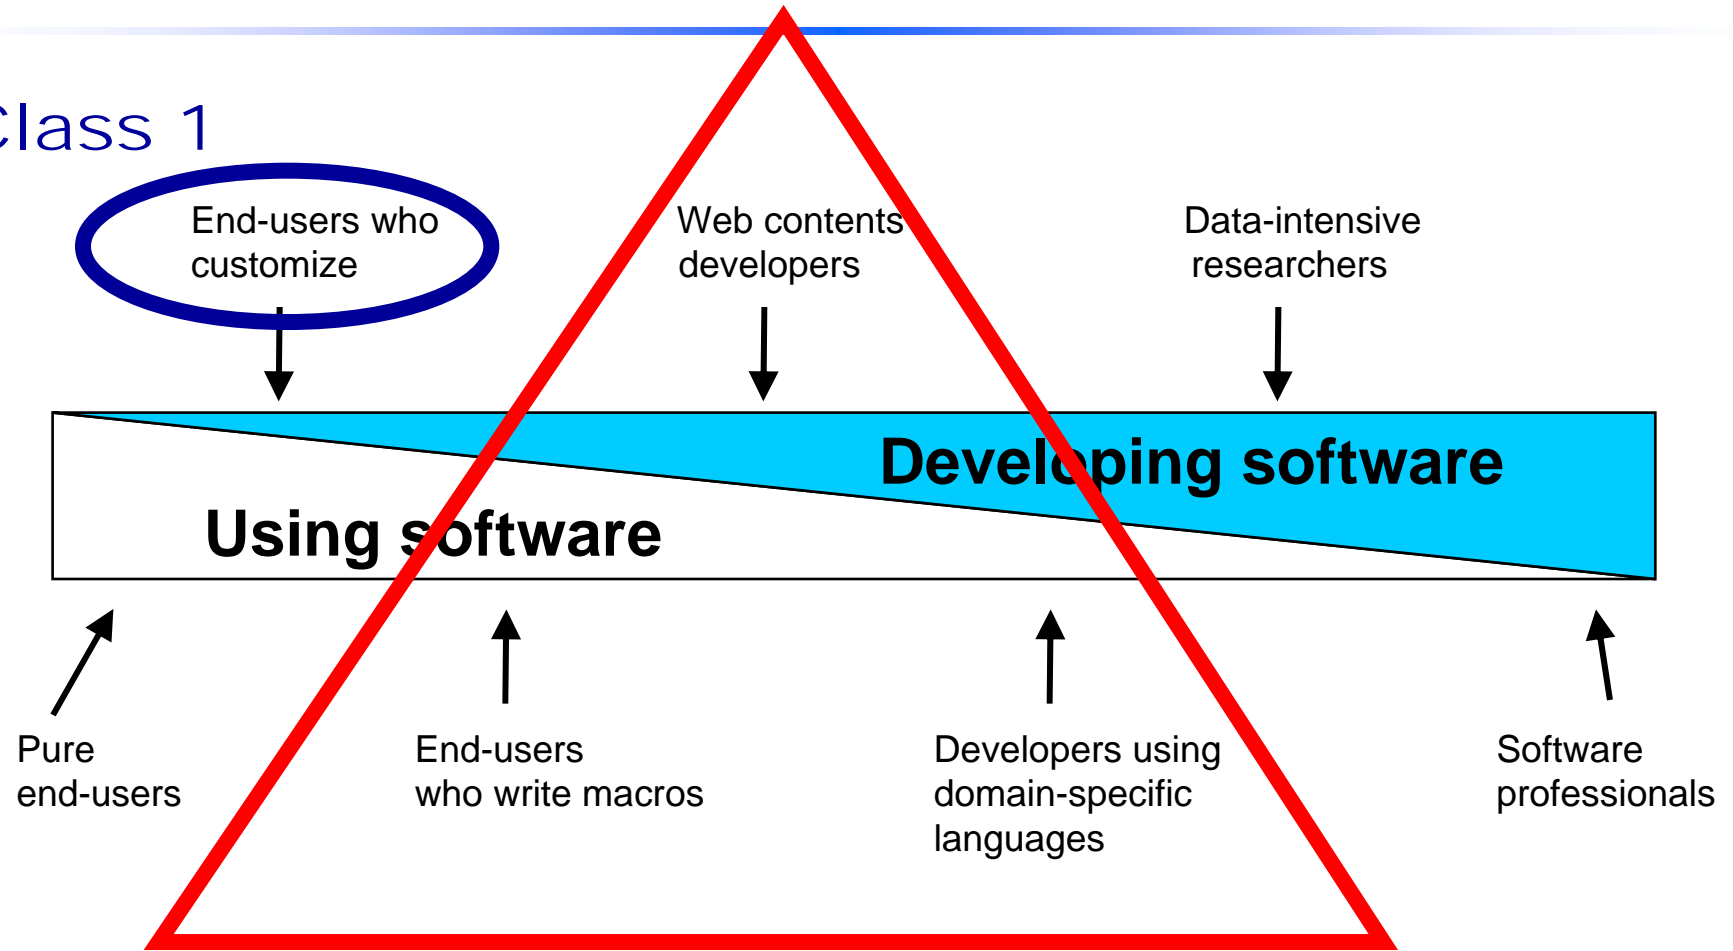 Class 1
End-users who
customize
Web contents
developers
Data-intensive
researchers
Developing software
Using software
Pure
end-users
End-users
who write macros
Developers using
domain-specific
languages
Software
professionals